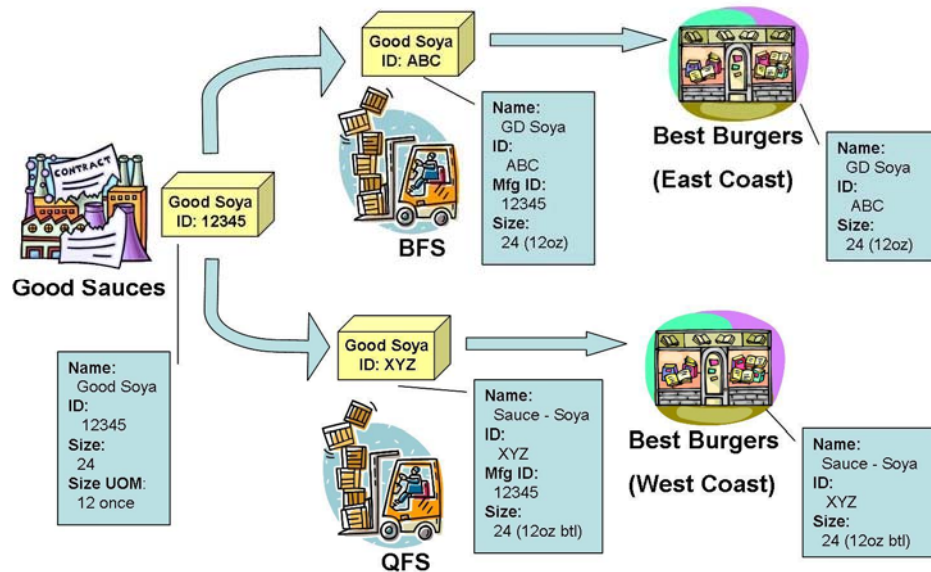 Good Soya
ID: ABC
Name:
GD Soya
ID:
ABC
Mfg ID:
12345
Size:
24 (12oz)
BFS
Best Burgers
(East Coast)
Name:
GD Soya
ID:
ABC
Size:
24 (12oz)
CONTRACT
Good Soya
ID: 12345
Good Sauces
Name:
Good Soya
ID:
12345
Size:
24
Size UOM:
12 once
Good Soya
ID: XYZ
Name:
Sauce - Soya
ID:
XYZ
Mfg ID:
12345
Size:
24 (12oz btl)
QFS
Best Burgers
(West Coast)
Name:
Sauce - Soya
ID:
XYZ
Size:
24 (12oz btl)